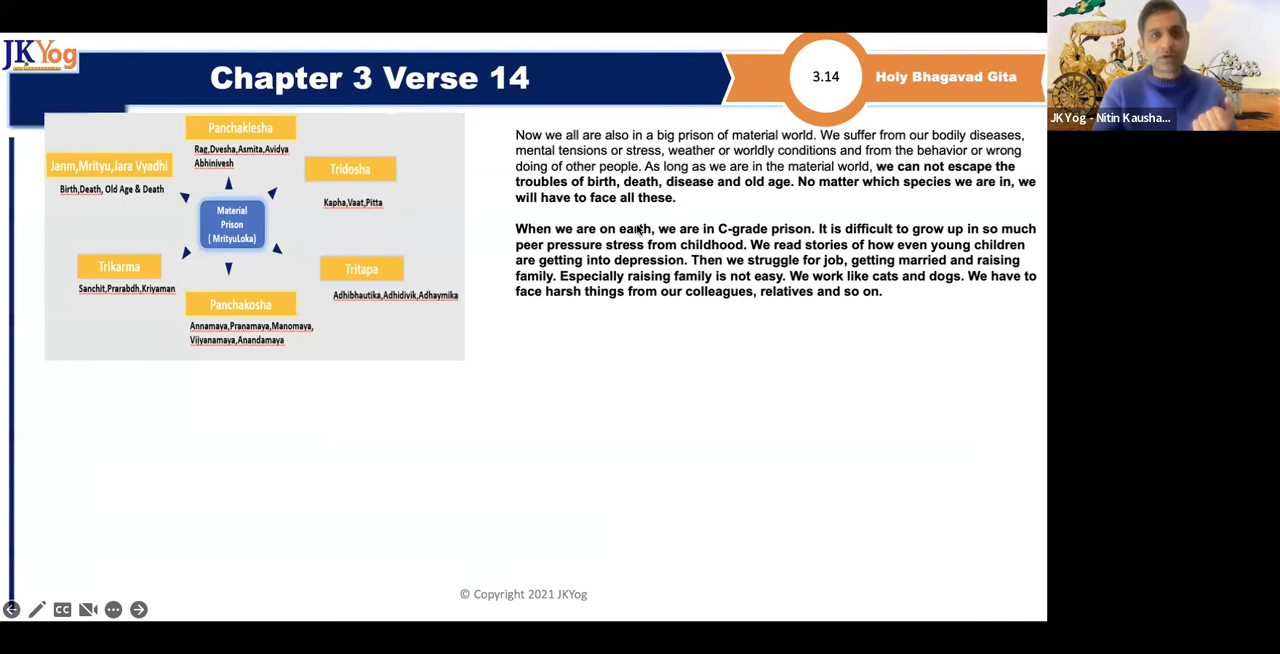 JKYog
Chapter 3 Verse 14
3.14
Holy Bhagavad Gita
JKYog - Nitin Kausha...
Panchaklesha
Rag,Dvesha,Asmita,Avidya
Abhinivesh
Janm,Mrityu,Jara Vyadhi
Birth,Death, Old Age & Death
Tridosha
Kapha,Vaat,Pitta
Material
Prison
( MrityuLoka)
Trikarma
Sanchit,Prarabdh,Kriyaman
Tritapa
Adhibhautika,Adhidivik,Adhaymika
Panchakosha
Annamaya,Pranamaya,Manomaya,
Vijyanamaya,Anandamaya
Now we all are also in a big prison of material world. We suffer from our bodily diseases,
mental tensions or stress, weather or worldly conditions and from the behavior or wrong
doing of other people. As long as we are in the material world, we can not escape the
troubles of birth, death, disease and old age. No matter which species we are in, we
will have to face all these.
When we are on earth, we are in C-grade prison. It is difficult to grow up in so much
peer pressure stress from childhood. We read stories of how even young children
are getting into depression. Then we struggle for job, getting married and raising
family. Especially raising family is not easy. We work like cats and dogs. We have to
face harsh things from our colleagues, relatives and so on.
© Copyright 2021 JKYog
CC